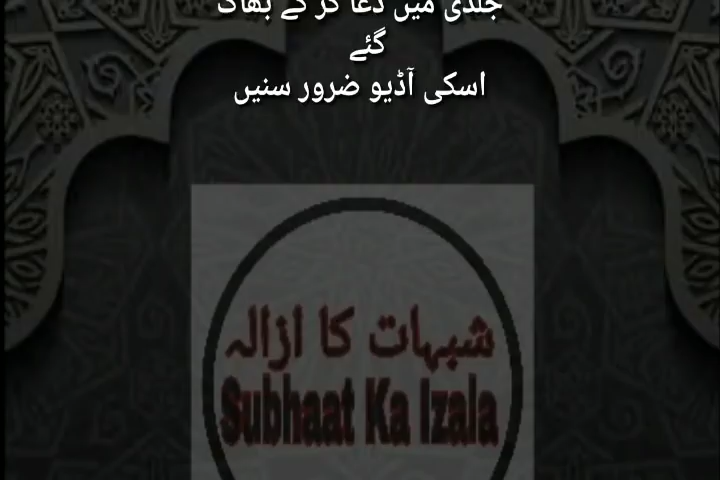 جلدی میں دعا کر کے بھاگ
گئے
اسکی آڈیو ضرور سنیں
شبہات کا ازالہ
Subhaat Ka Izala